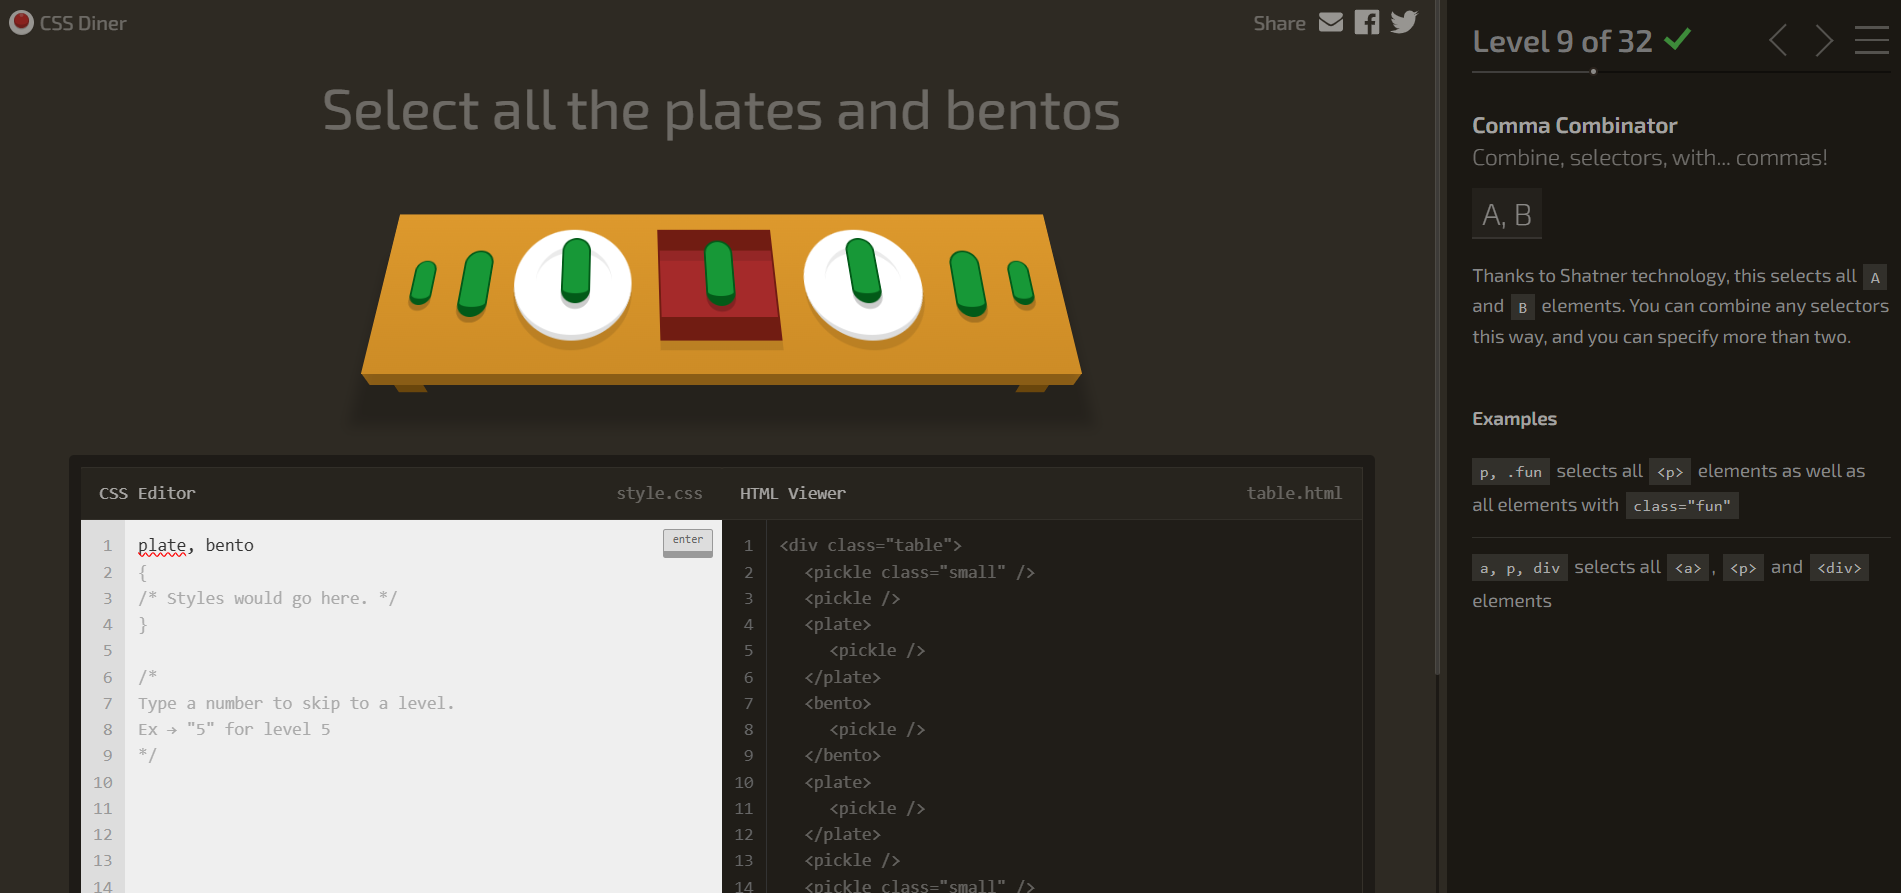 CSS Diner
Share
Select all the plates and bentos
CSS Editor style.css
1 plate, bento
enter
2 {
3 /* Styles would go here. */
4 }
5
6 /*
7 Type a number to skip to a level.
8 Ex → "5" for level 5
9 */
10
11
12
13
14
HTML Viewer table.html
1 <div class="table">
2 <pickle class="small" />
3 <pickle />
4 <plate>
5 <pickle />
6 </plate>
7 <bento>
8 <pickle />
9 </bento>
10 <plate>
11 <pickle />
12 </plate>
13 <pickle />
14 <pickle class="small" />
Level 9 of 32
Comma Combinator
Combine, selectors, with... commas!
A, B
Thanks to Shatner technology, this selects all A
and B elements. You can combine any selectors
this way, and you can specify more than two.
Examples
p, .fun selects all <p> elements as well as
all elements with class="fun"
a, p, div selects all <a>, <p> and <div>
elements